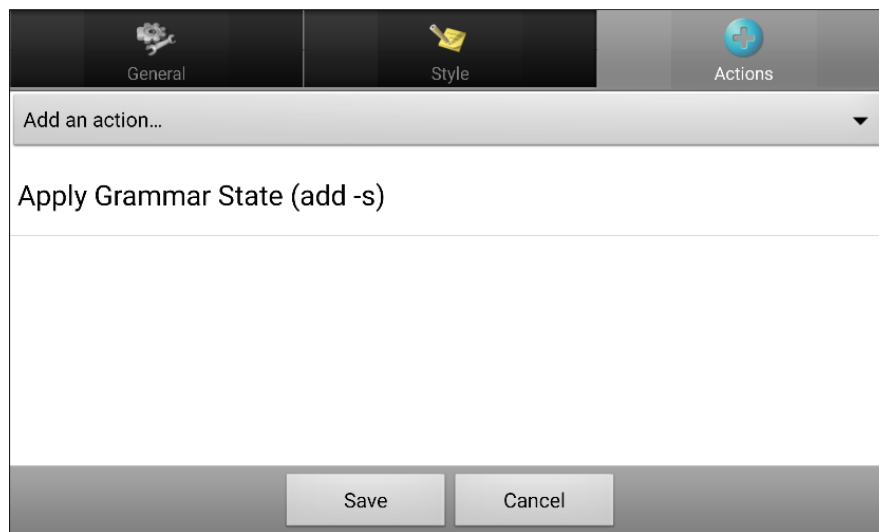 General Style Actions
Add an action...
Apply Grammar State (add -s)
Save Cancel